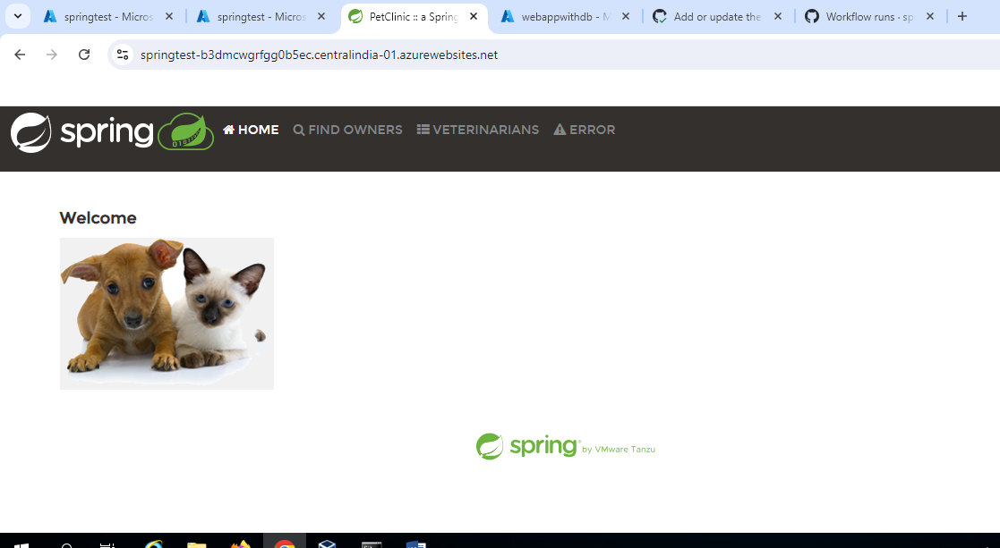 springtest - Micros
springtest - Micros
PetClinic :: a Spring
webappwithdb - M
Add or update the
Workflow runs · sp
springtest-b3dmcwgrfgg0b5ec.centralindia-01.azurewebsites.net
spring
HOME
FIND OWNERS
VETERINARIANS
ERROR
Welcome
spring by VMware Tanzu